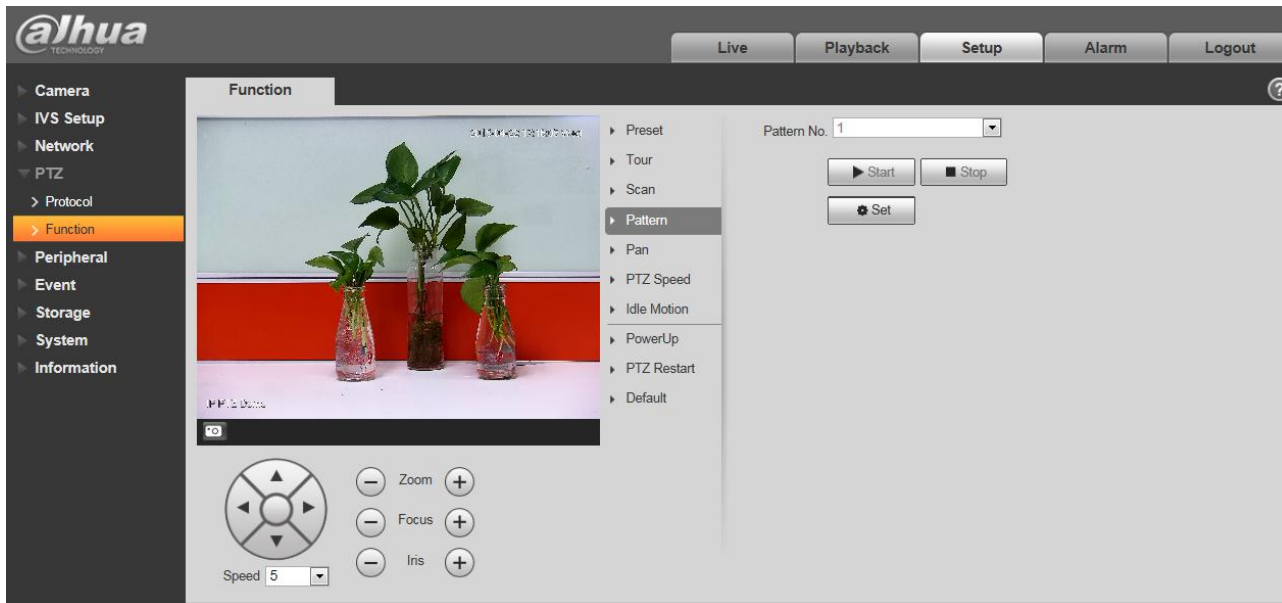 alhua
TECHNOLOGY
Live
Playback
Setup
Alarm
Logout
Camera
IVS Setup
Network
PTZ
Protocol
Function
Peripheral
Event
Storage
System
Information
Function
?
Preset
Tour
Scan
Pattern
Pan
PTZ Speed
Idle Motion
PowerUp
PTZ Restart
Default
Pattern No. 1
Start
Stop
Set
Zoom
Focus
Iris
Speed 5